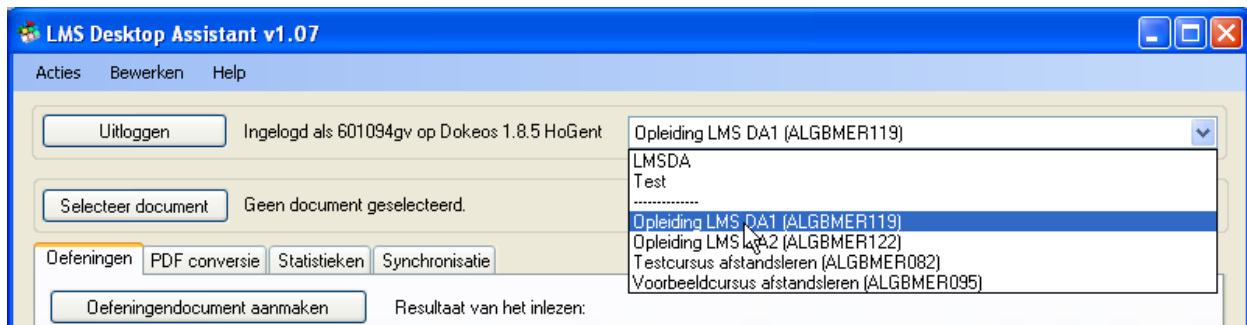 LMS Desktop Assistant v1.07
Acties Bewerken Help
Uitloggen Ingelogd als 601094gv op Dokeos 1.8.5 HoGent Opleiding LMS DA1 (ALGBMER119)
LMSDA
Test
--------------
Selecteer document Geen document geselecteerd.
Opleiding LMS DA1 (ALGBMER119)
Opleiding LMS DA2 (ALGBMER122)
Testcursus afstandsleren (ALGBMER082)
Voorbeeldcursus afstandsleren (ALGBMER095)
Oefeningen PDF conversie Statistieken Synchronisatie
Oefeningendocument aanmaken Resultaat van het inlezen: